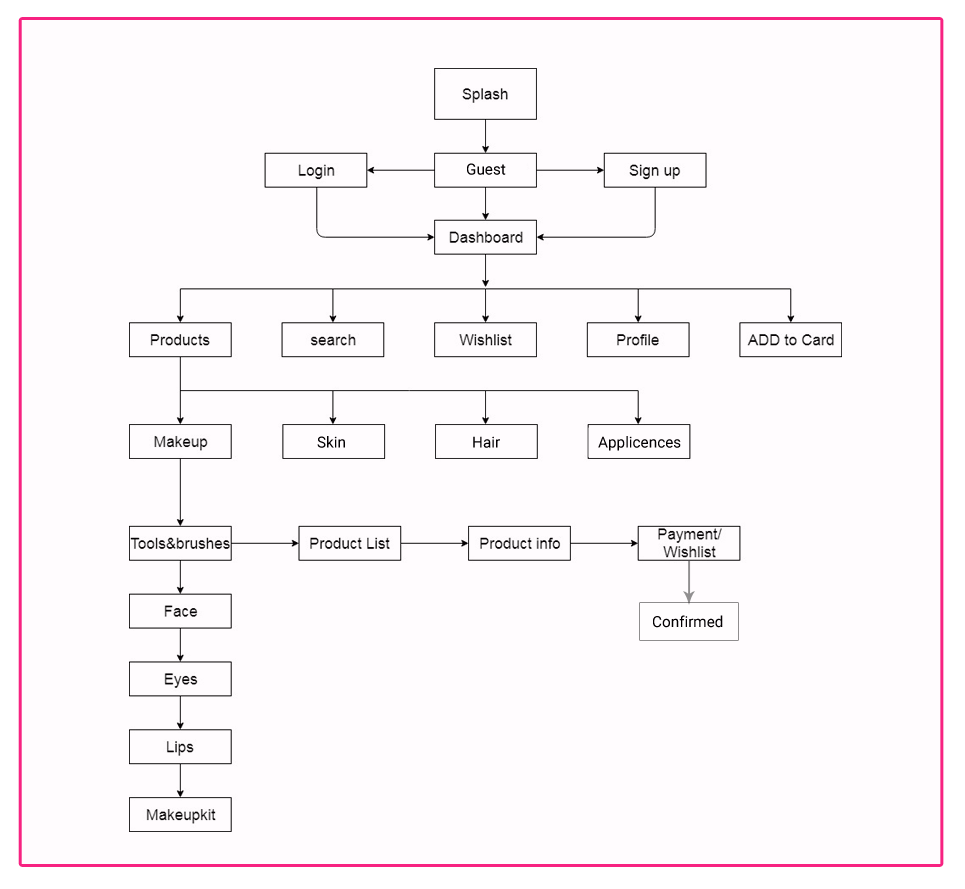 Splash
Login
Guest
Sign up
Dashboard
Products
search
Wishlist
Profile
ADD to Card
Makeup
Skin
Hair
Applicences
Tools&brushes
Product List
Product info
Payment/
Wishlist
Face
Confirmed
Eyes
Lips
Makeupkit